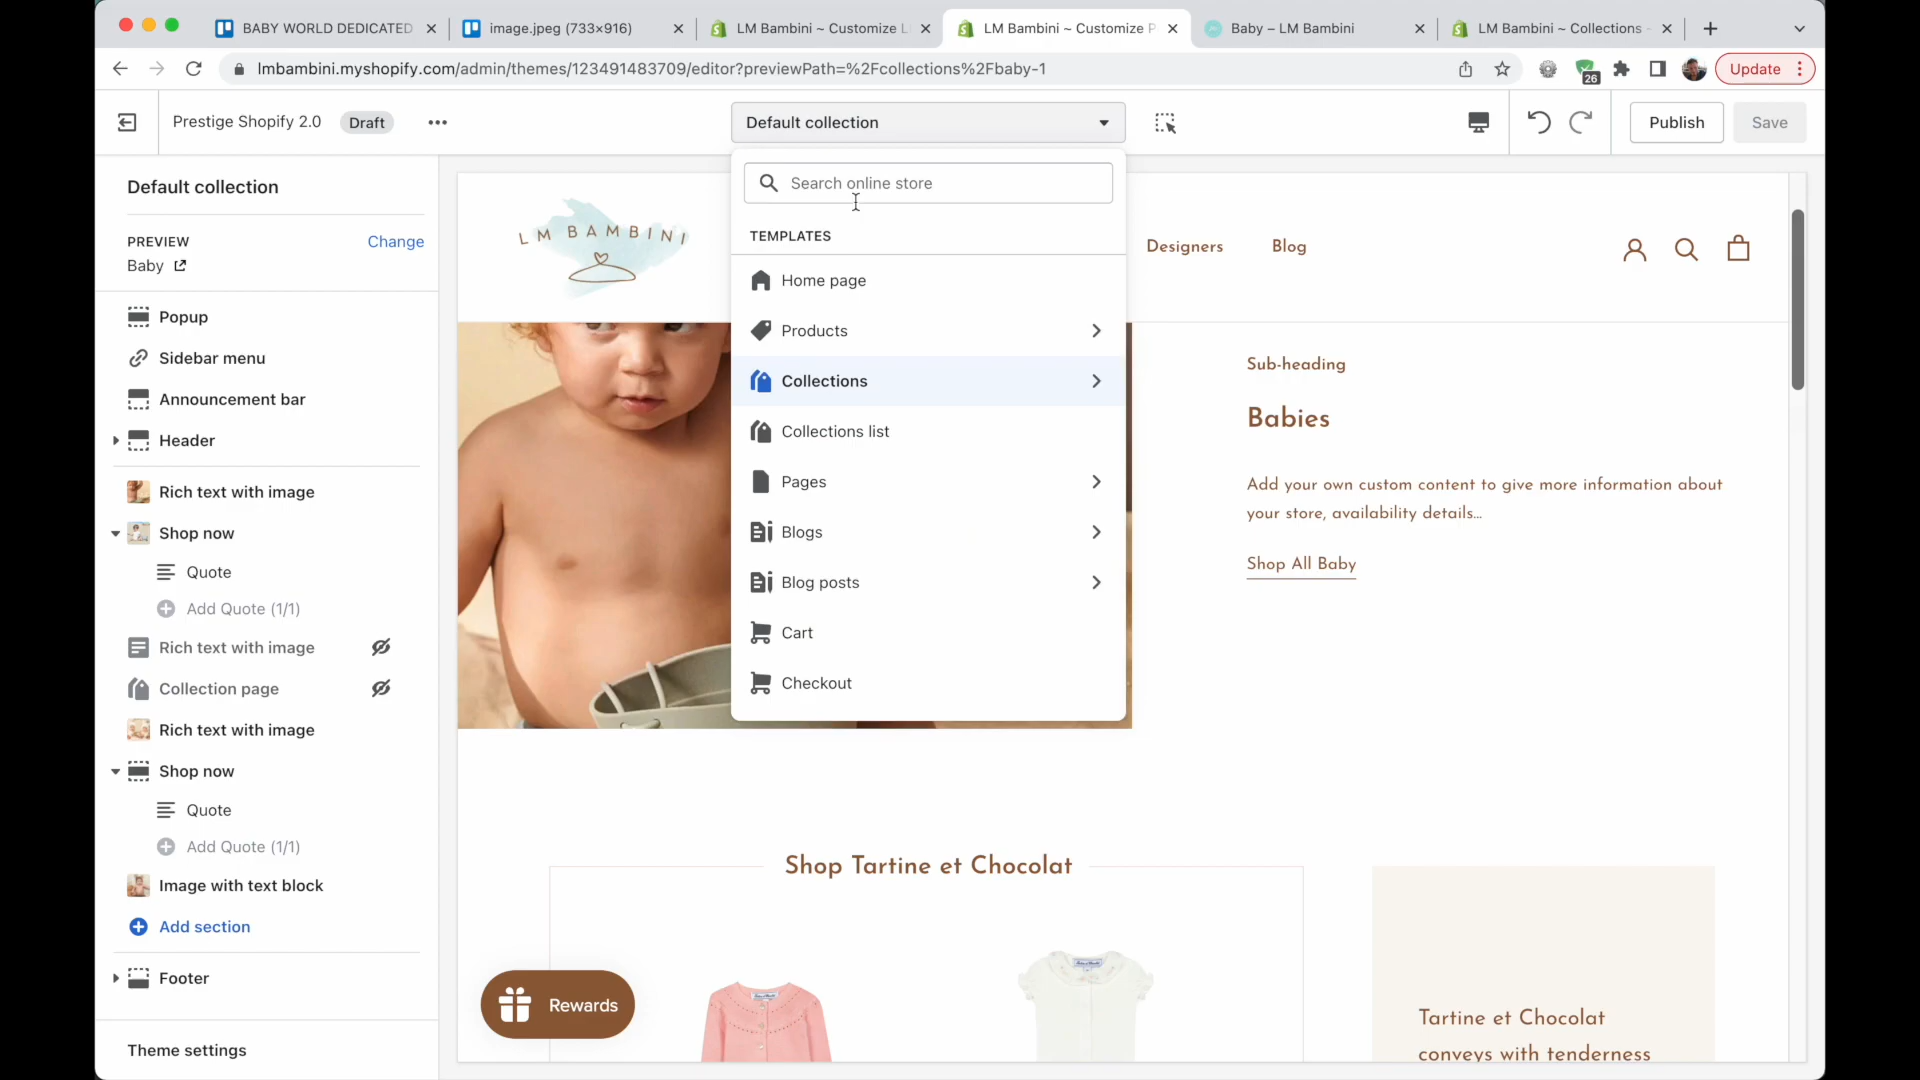 BABY WORLD DEDICATED
image.jpeg (733×916)
LM Bambini ~ Customize L
LM Bambini ~ Customize P
Baby – LM Bambini
LM Bambini ~ Collections -
lmbambini.myshopify.com/admin/themes/123491483709/editor?previewPath=%2Fcollections%2Fbaby-1
26
Update
Prestige Shopify 2.0
Draft
Default collection
Publish
Save
Default collection
PREVIEW
Change
Baby
Popup
Sidebar menu
Announcement bar
Header
Rich text with image
Shop now
Quote
Add Quote (1/1)
Rich text with image
Collection page
Rich text with image
Shop now
Quote
Add Quote (1/1)
Image with text block
Add section
Footer
Theme settings
Search online store
TEMPLATES
Home page
Products
Collections
Collections list
Pages
Blogs
Blog posts
Cart
Checkout
LM BAMBINI
Designers
Blog
Sub-heading
Babies
Add your own custom content to give more information about
your store, availability details...
Shop All Baby
Shop Tartine et Chocolat
Rewards
Tartine et Chocolat
conveys with tenderness